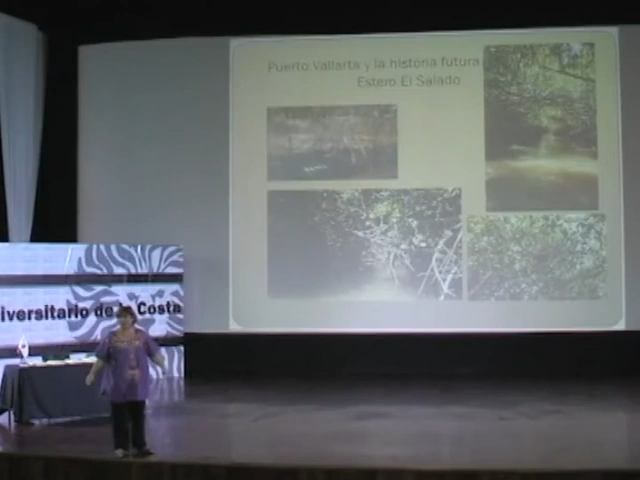 Puerto Vallarta y la historia futura
Estero El Salado
iversitario de la Costa